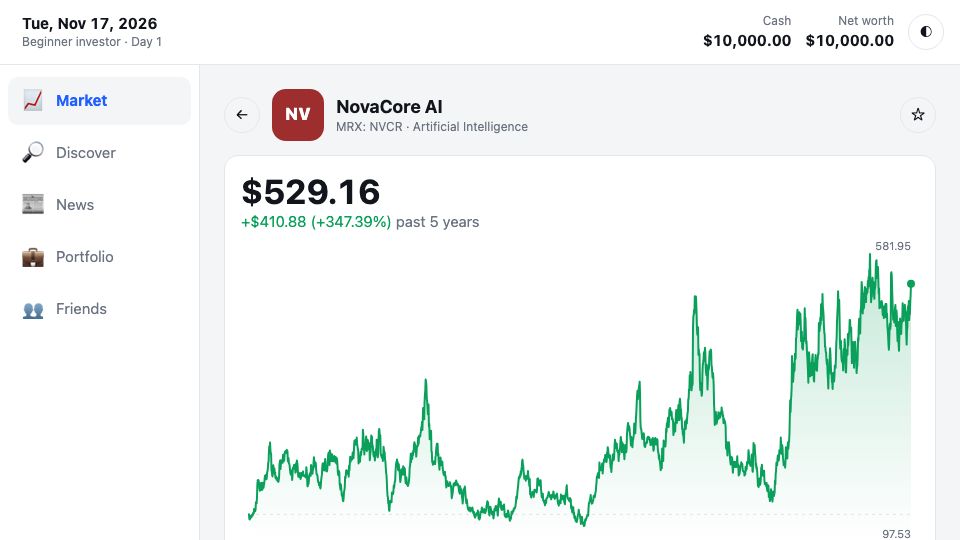 Tue, Nov 17, 2026
Beginner investor · Day 1
Cash
$10,000.00
Net worth
$10,000.00
Market
Discover
News
Portfolio
Friends
NV
NovaCore AI
MRX: NVCR · Artificial Intelligence
$529.16
+$410.88 (+347.39%) past 5 years
581.95
97.53